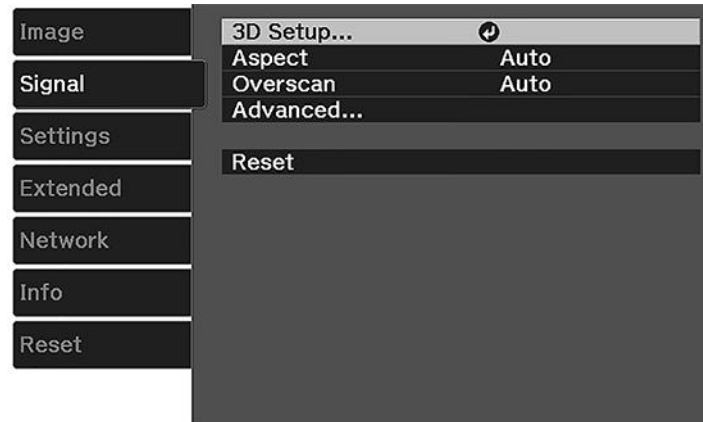 Image
Signal
Settings
Extended
Network
Info
Reset
3D Setup...
Aspect Auto
Overscan Auto
Advanced...
Reset